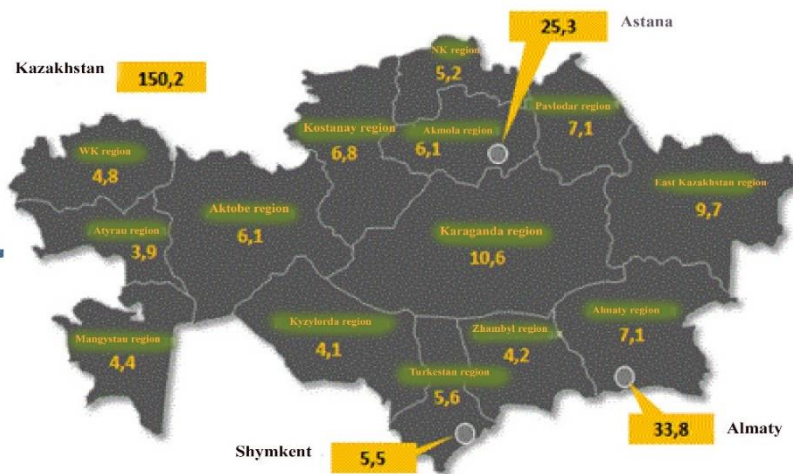 Astana
25,3
Kazakhstan
150,2
NK region
5,2
Pavlodar region
7,1
Kostanay region
6,8
Akmola region
6,1
WK region
4,8
East Kazakhstan region
9,7
Aktobe region
6,1
Atyrau region
3,9
Karaganda region
10,6
Almaty region
7,1
Kyzylorda region
4,1
Zhambyl region
4,2
Mangystau region
4,4
Turkestan region
5,6
Shymkent
5,5
33,8
Almaty